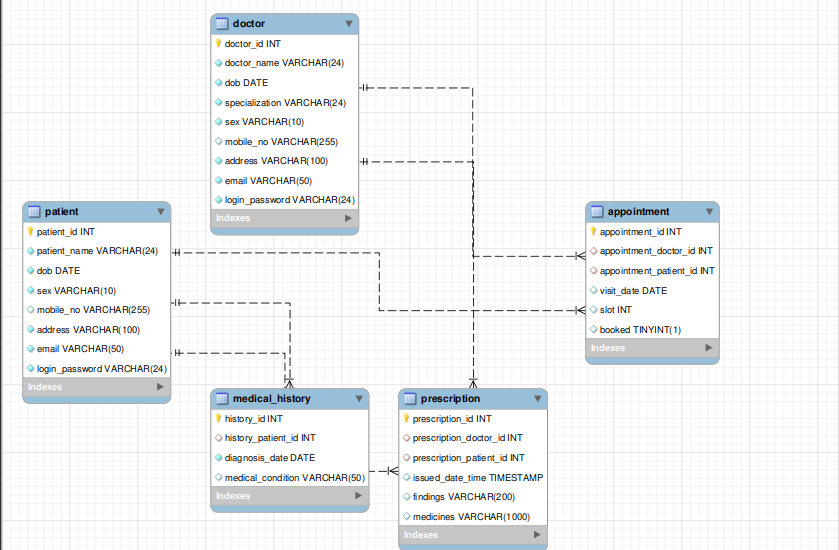 doctor
doctor_id INT
doctor_name VARCHAR(24)
dob DATE
specialization VARCHAR(24)
sex VARCHAR(10)
mobile_no VARCHAR(255)
address VARCHAR(100)
email VARCHAR(50)
login_password VARCHAR(24)
Indexes
patient
patient_id INT
patient_name VARCHAR(24)
dob DATE
sex VARCHAR(10)
mobile_no VARCHAR(255)
address VARCHAR(100)
email VARCHAR(50)
login_password VARCHAR(24)
Indexes
appointment
appointment_id INT
appointment_doctor_id INT
appointment_patient_id INT
visit_date DATE
slot INT
booked TINYINT(1)
Indexes
medical_history
history_id INT
history_patient_id INT
diagnosis_date DATE
medical_condition VARCHAR(50)
Indexes
prescription
prescription_id INT
prescription_doctor_id INT
prescription_patient_id INT
issued_date_time TIMESTAMP
findings VARCHAR(200)
medicines VARCHAR(1000)
Indexes